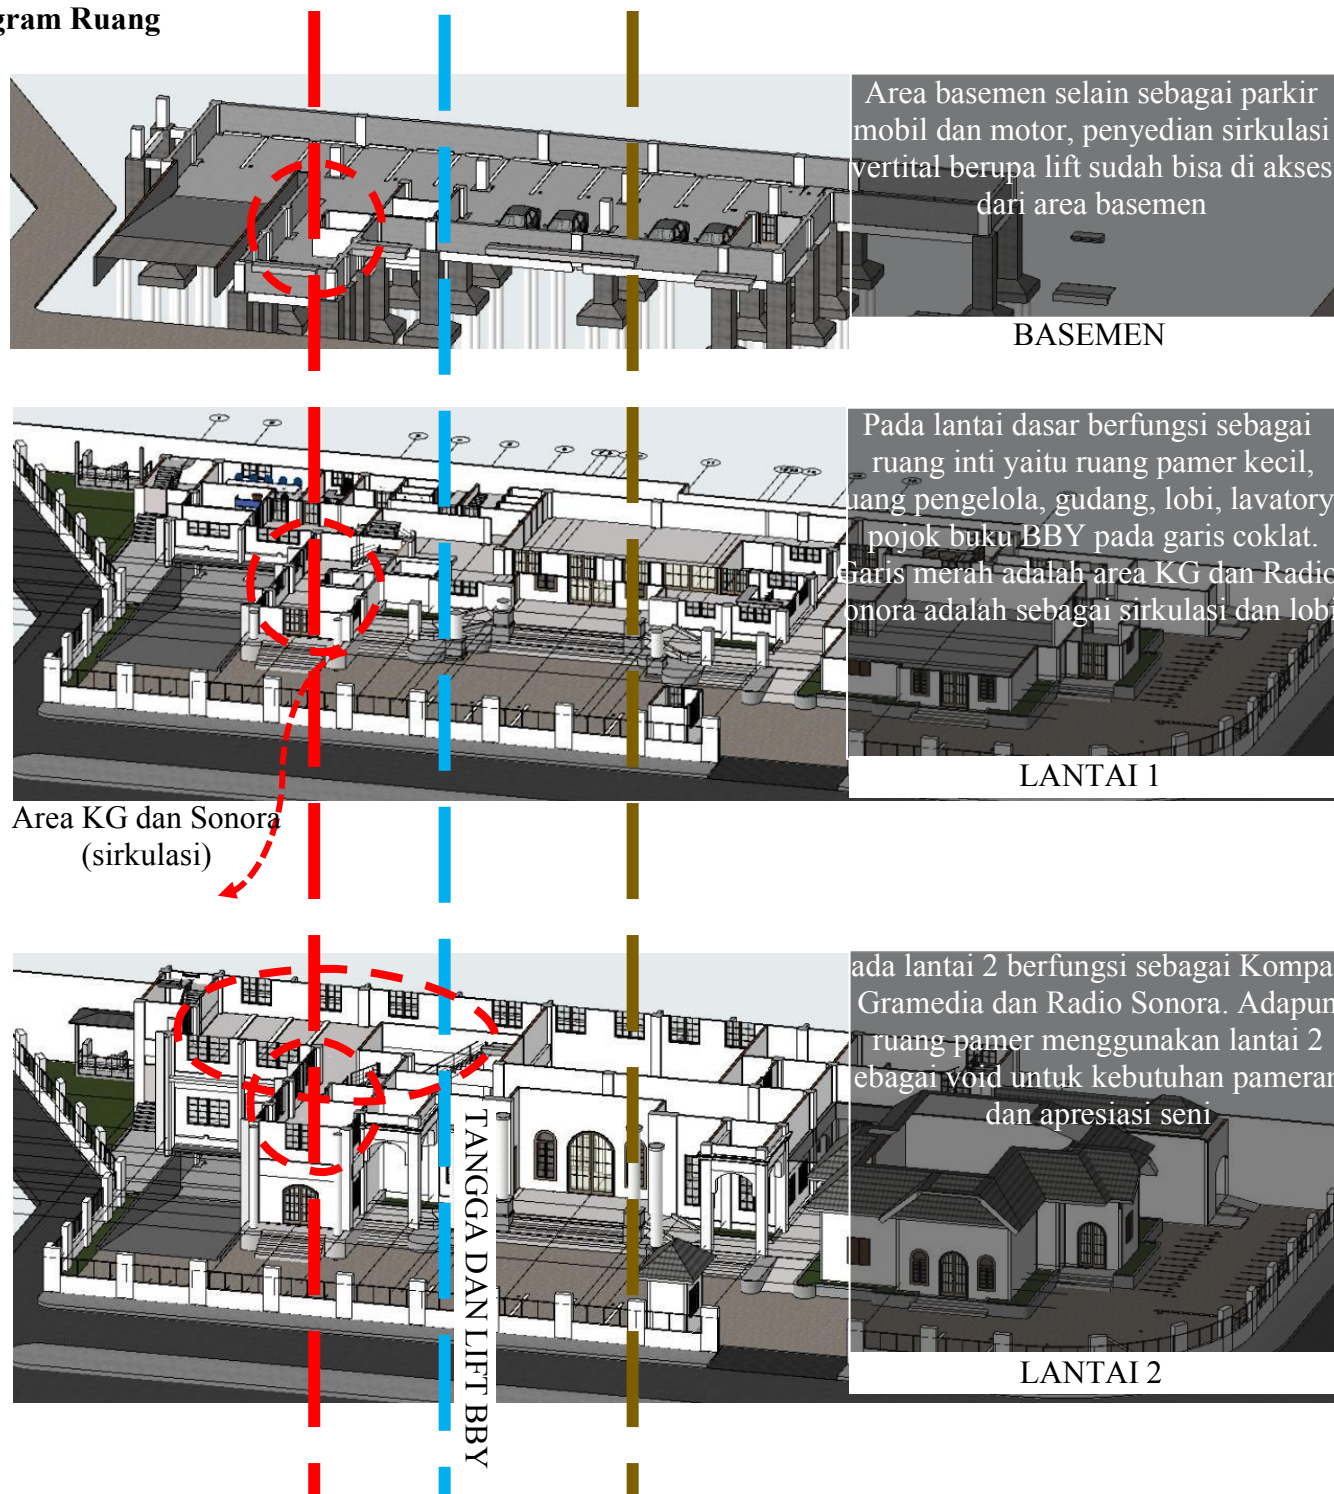 gram Ruang
Area basemen selain sebagai parkir
mobil dan motor, penyedian sirkulasi
vertital berupa lift sudah bisa di akses
dari area basemen
BASEMEN
Pada lantai dasar berfungsi sebagai
ruang inti yaitu ruang pamer kecil,
uang pengelola, gudang, lobi, lavatory
pojok buku BBY pada garis coklat.
Garis merah adalah area KG dan Radio
onora adalah sebagai sirkulasi dan lobi
LANTAI 1
Area KG dan Sonora
(sirkulasi)
ada lantai 2 berfungsi sebagai Kompa
Gramedia dan Radio Sonora. Adapun
ruang pamer menggunakan lantai 2
ebagai void untuk kebutuhan pameran
dan apresiasi seni
LANTAI 2
TANGGA DAN LIFT BBY